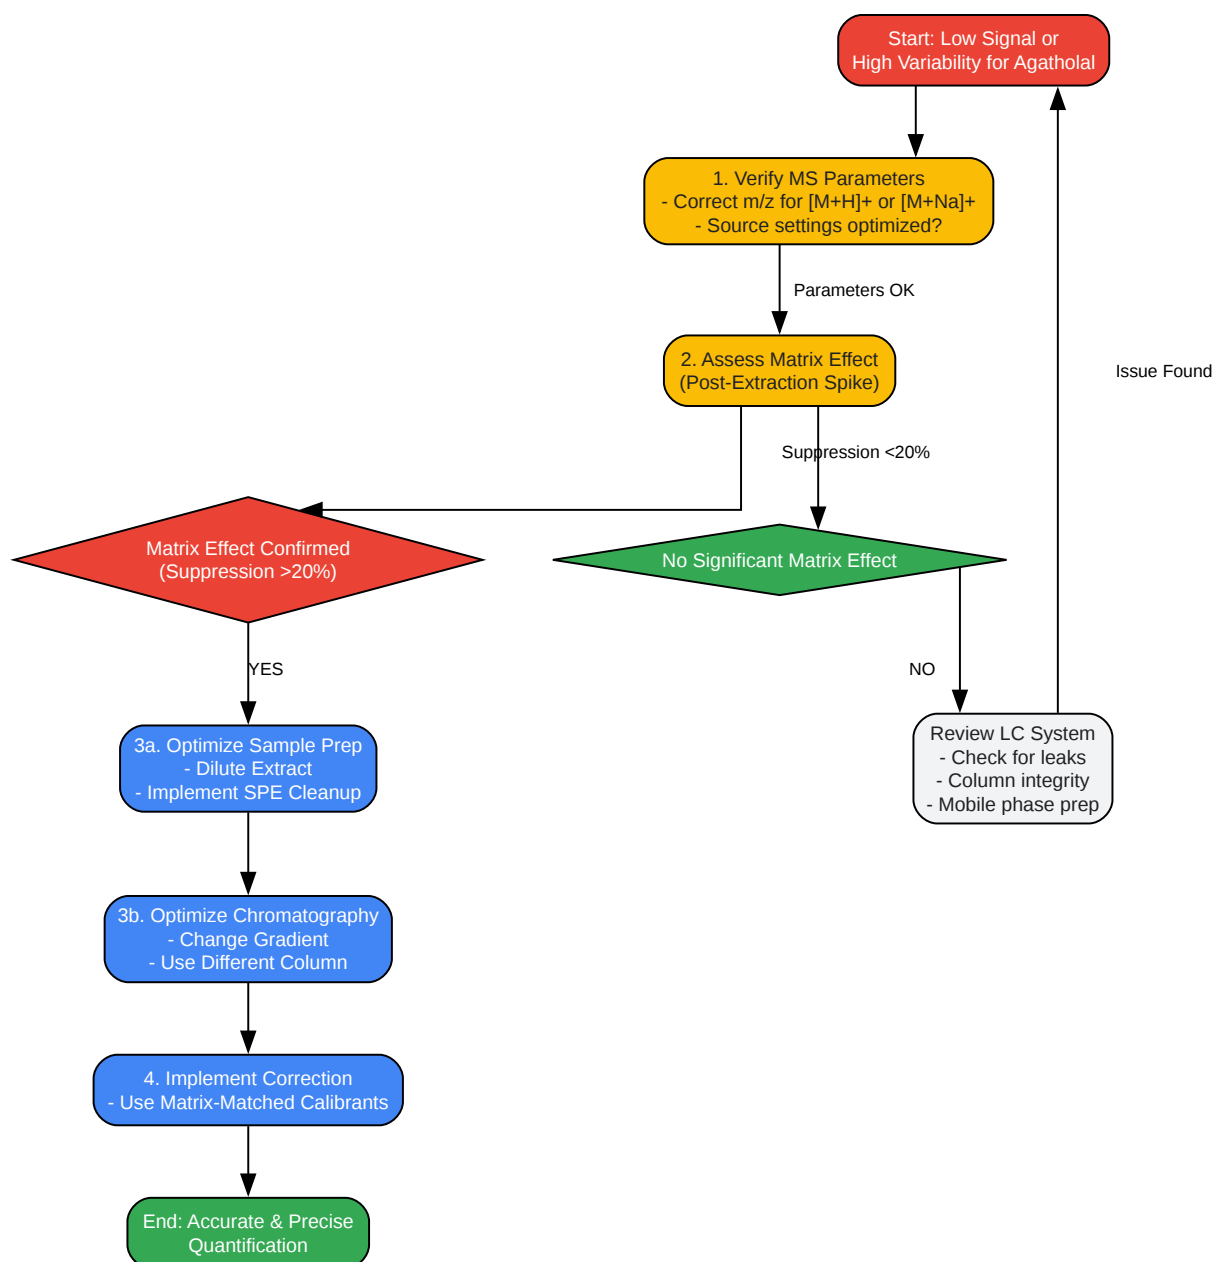 Start: Low Signal or
High Variability for Agatholal
1. Verify MS Parameters
- Correct m/z for [M+H]+ or [M+Na]+
- Source settings optimized?
Parameters OK
2. Assess Matrix Effect
(Post-Extraction Spike)
Issue Found
Suppression <20%
Matrix Effect Confirmed
(Suppression >20%)
No Significant Matrix Effect
YES
NO
3a. Optimize Sample Prep
- Dilute Extract
- Implement SPE Cleanup
Review LC System
- Check for leaks
- Column integrity
- Mobile phase prep
3b. Optimize Chromatography
- Change Gradient
- Use Different Column
4. Implement Correction
- Use Matrix-Matched Calibrants
End: Accurate & Precise
Quantification